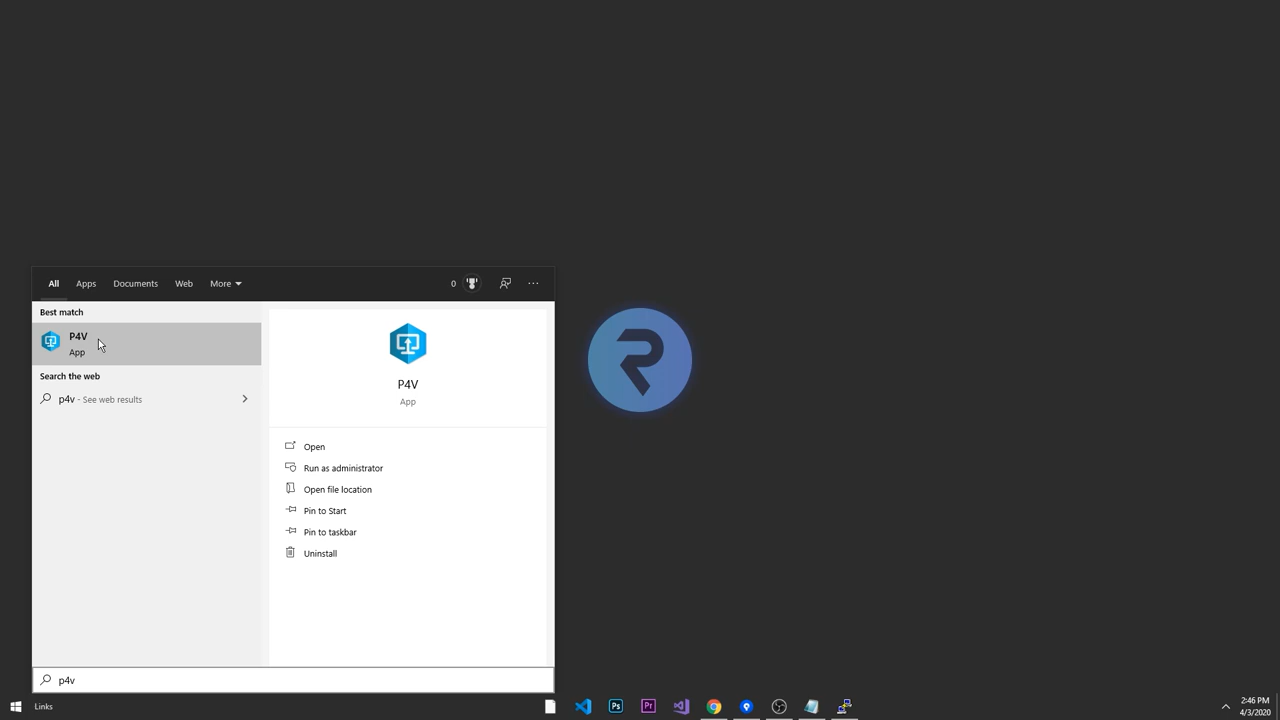 All Apps Documents Web More 0 ...
Best match
P4V
App
Search the web
p4v - See web results
P4V
App
Open
Run as administrator
Open file location
Pin to Start
Pin to taskbar
Uninstall
p4v
Links
Ps
Pr
2:46 PM
4/3/2020